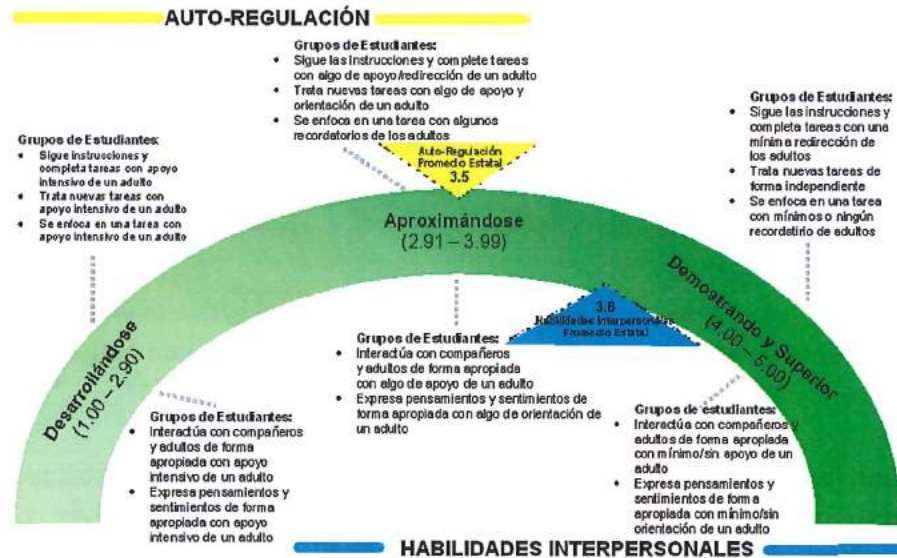 AUTO-REGULACIÓN
Grupos de Estudiantes:
• Sigue las instrucciones y complete tareas
con algo de apoyo/redirección de un adulto
• Trata nuevas tareas con algo de apoyo y
orientación de un adulto
• Se enfoca en una tarea con algunos
recordatorios de los adultos
Grupos de Estudiantes:
• Sigue las instrucciones y
completa tareas con una
mínima redirección de
los adultos
• Trata nuevas tareas de
forma independiente
• Se enfoca en una tarea
con mínimos o ningún
recordatirio de adultos
Grupos de Estudiantes:
• Sigue instrucciones y
completa tareas con apoyo
intensivo de un adulto
• Trata nuevas tareas con
apoyo intensivo de un adulto
• Se enfoca en una tarea con
apoyo intensivo de un adulto
Auto-Regulación
Promedio Estatal
3.5
Aproximándose
(2.91 – 3.99)
Desarrollándose
(1.00 – 2.90)
Demostrando y Superior
(4.00 – 5.00)
3.6
Habilidades Interpersonales
Promedio Estatal
Grupos de Estudiantes:
• Interactúa con compañeros
y adultos de forma apropiada
con algo de apoyo de un adulto
• Expresa pensamientos y sentimientos de
forma apropiada con algo de orientación de
un adulto
Grupos de Estudiantes:
• Interactúa con compañeros
y adultos de forma
apropiada con apoyo
intensivo de un adulto
• Expresa pensamientos y
sentimientos de forma
apropiada con apoyo
intensivo de un adulto
Grupos de estudiantes:
• Interactúa con compañeros y
adultos de forma apropiada
con mínimo/sin apoyo de un
adulto
• Expresa pensamientos y
sentimientos de forma
apropiada con mínimo/sin
orientación de un adulto
HABILIDADES INTERPERSONALES